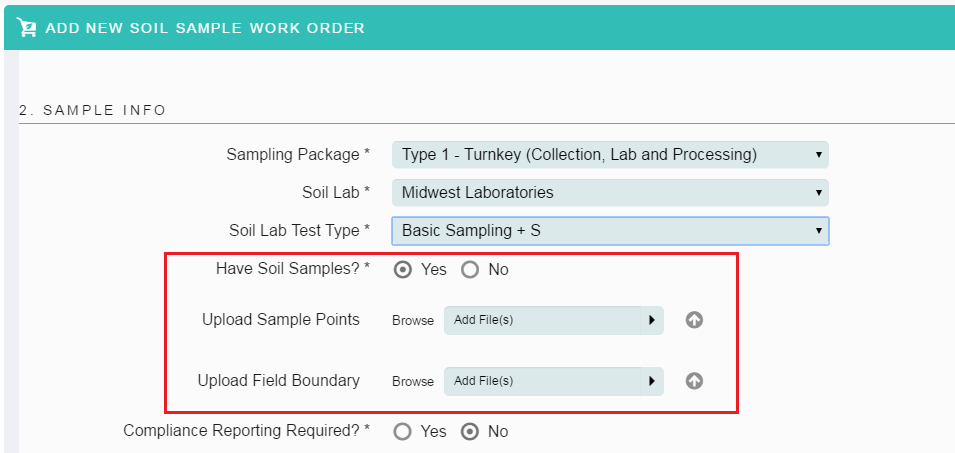 ADD NEW SOIL SAMPLE WORK ORDER
2. SAMPLE INFO
Sampling Package * Type 1 - Turnkey (Collection, Lab and Processing)
Soil Lab * Midwest Laboratories
Soil Lab Test Type * Basic Sampling + S
Have Soil Samples? * Yes No
Upload Sample Points Browse Add File(s)
Upload Field Boundary Browse Add File(s)
Compliance Reporting Required? * Yes No